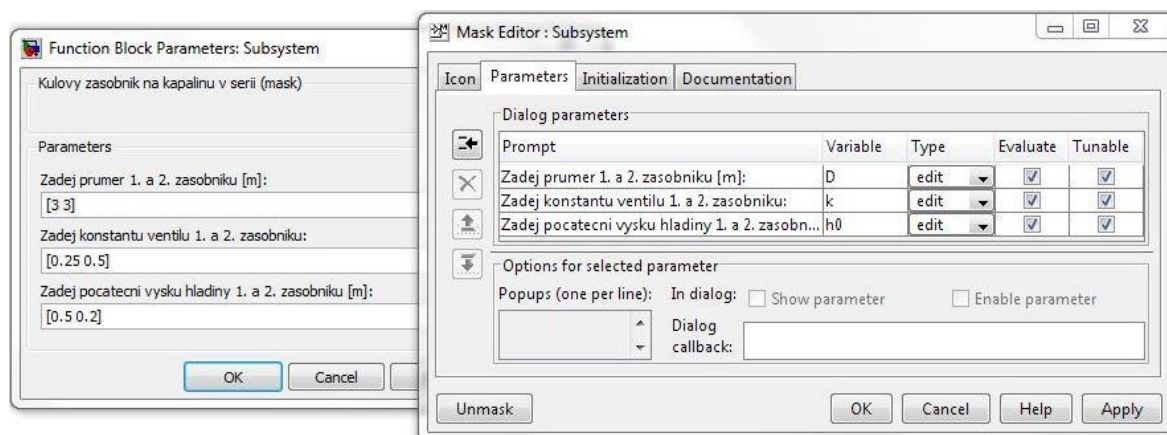 Function Block Parameters: Subsystem
Kulovy zasobnik na kapalinu v serii (mask)
Parameters
Zadej prumer 1. a 2. zasobniku [m]:
[3 3]
Zadej konstantu ventilu 1. a 2. zasobniku:
[0.25 0.5]
Zadej pocatecni vysku hladiny 1. a 2. zasobniku [m]:
[0.5 0.2]
OK Cancel
Mask Editor : Subsystem
Icon Parameters Initialization Documentation
Dialog parameters
Prompt Variable Type Evaluate Tunable
Zadej prumer 1. a 2. zasobniku [m]: D edit
Zadej konstantu ventilu 1. a 2. zasobniku: k edit
Zadej pocatecni vysku hladiny 1. a 2. zasobn... h0 edit
Options for selected parameter
Popups (one per line): In dialog: Show parameter Enable parameter
Dialog
callback:
Unmask OK Cancel Help Apply